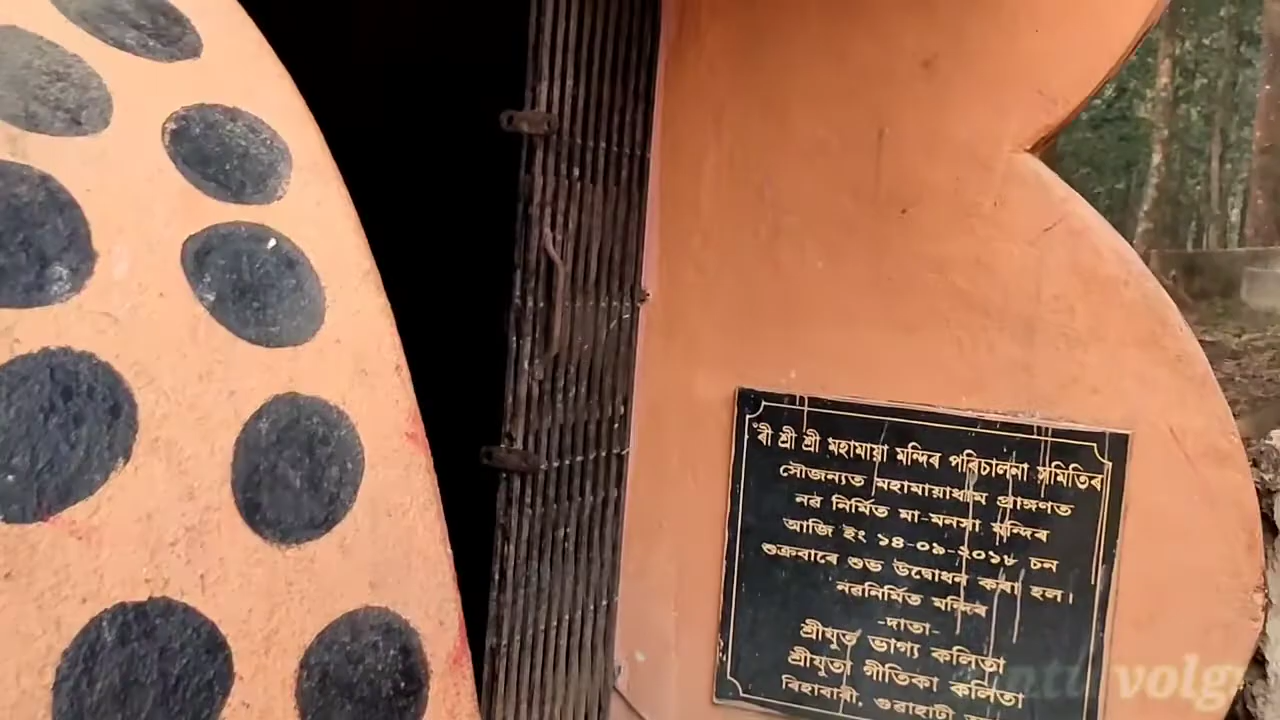 ৺ৰী শ্ৰী শ্ৰী মহামায়া মন্দিৰ পৰিচালনা সমিতিৰ
সৌজন্যত মহামায়াধাম প্ৰাঙ্গণত
নৱ নিৰ্মিত মা-মনসা মন্দিৰ
আজি ইং ১৪-০৯-২০১৮ চন
শুক্ৰবাৰে শুভ উদ্বোধন কৰা হল।
নৱনিৰ্মিত মন্দিৰ
-দাতা-
শ্ৰীযুত ভাগ্য কলিতা
শ্ৰীযুতা গীতিকা কলিতা
ৰিহাবাৰী, গুৱাহাটী
volg